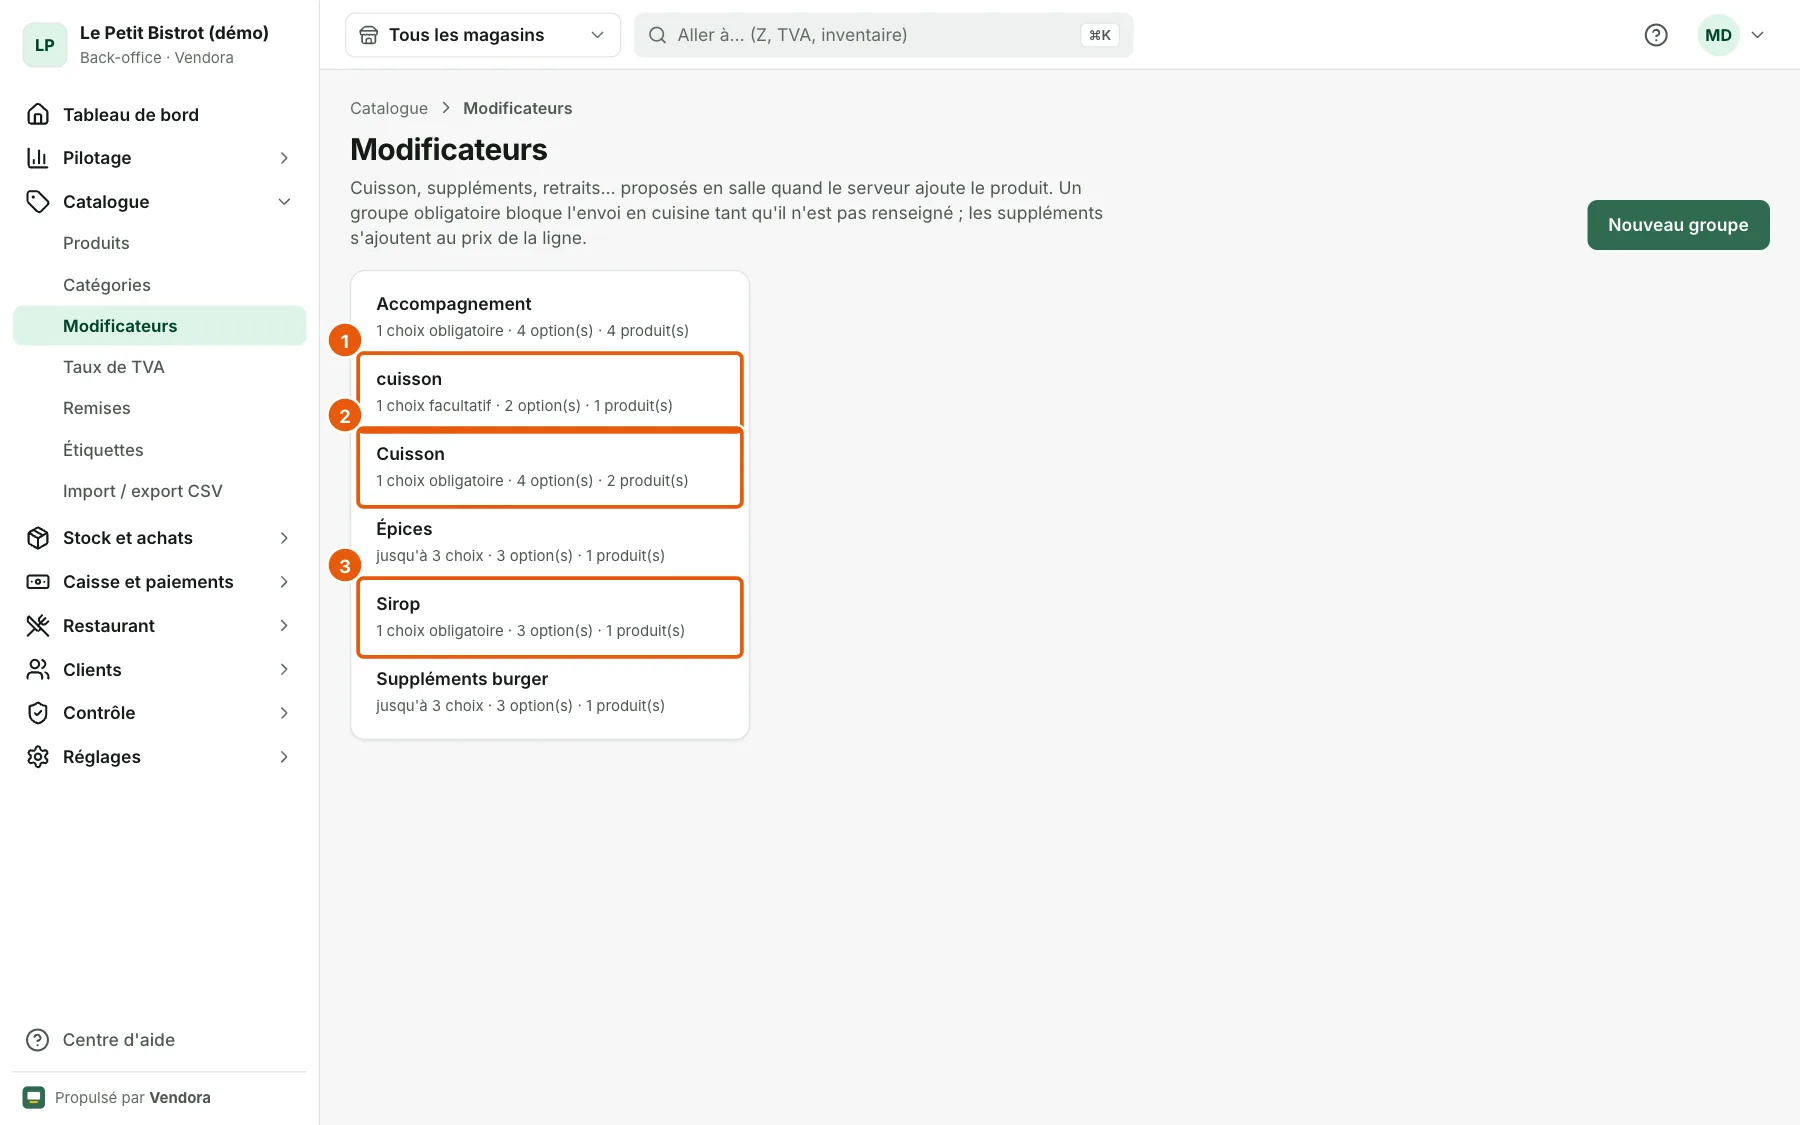 LP
Le Petit Bistrot (démo)
Back-office · Vendora
Tous les magasins
Aller à... (Z, TVA, inventaire)
⌘K
MD
Tableau de bord
Pilotage
Catalogue
Produits
Catégories
Modificateurs
Taux de TVA
Remises
Étiquettes
Import / export CSV
Stock et achats
Caisse et paiements
Restaurant
Clients
Contrôle
Réglages
Centre d'aide
Propulsé par Vendora
Catalogue > Modificateurs
Modificateurs
Cuisson, suppléments, retraits... proposés en salle quand le serveur ajoute le produit. Un
groupe obligatoire bloque l'envoi en cuisine tant qu'il n'est pas renseigné ; les suppléments
s'ajoutent au prix de la ligne.
Nouveau groupe
Accompagnement
1 choix obligatoire · 4 option(s) · 4 produit(s)
1
cuisson
1 choix facultatif · 2 option(s) · 1 produit(s)
2
Cuisson
1 choix obligatoire · 4 option(s) · 2 produit(s)
Épices
jusqu'à 3 choix · 3 option(s) · 1 produit(s)
3
Sirop
1 choix obligatoire · 3 option(s) · 1 produit(s)
Suppléments burger
jusqu'à 3 choix · 3 option(s) · 1 produit(s)